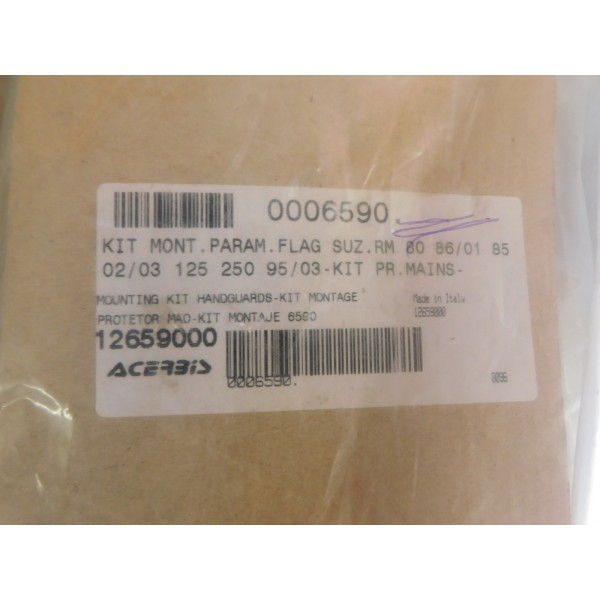 0006590.
KIT MONT.PARAM.FLAG SUZ.RM 80 86/01 85
02/03 125 250 95/03-KIT PR.MAINS-
MOUNTING KIT HANDGUARDS-KIT MONTAGE
Made in Italy
PROTETOR MAO-KIT MONTAJE 6590
12659000
12659000
ACERBIS
0006590.
0096